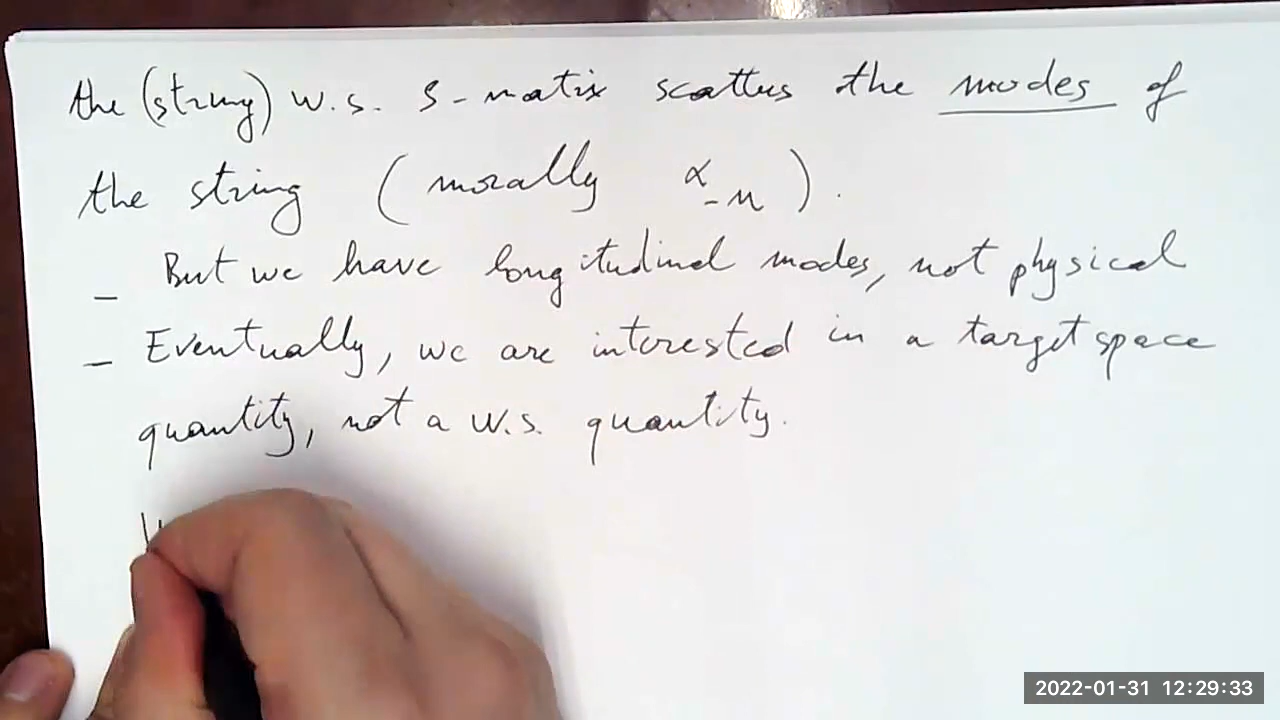 the (string) w.s. S-matrix scatters the modes of
the string (morally α_-n).
– But we have longitudinal modes, not physical
– Eventually, we are interested in a target space
quantity, not a w.s. quantity.
2022-01-31 12:29:33